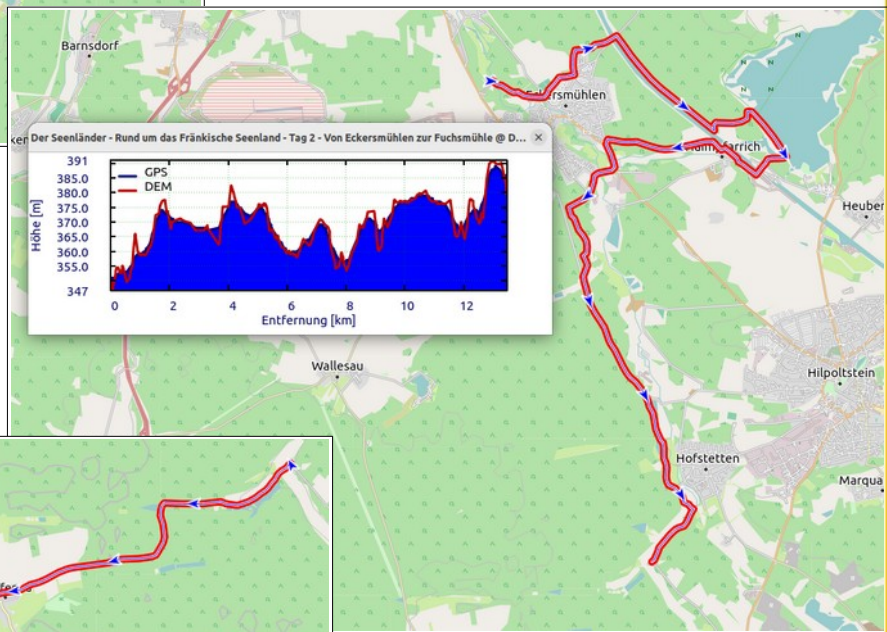 Barnsdorf
Eckersmühlen
Der Seenländer - Rund um das Fränkische Seenland - Tag 2 - Von Eckersmühlen zur Fuchsmühle @ D...
391
385.0
380.0
375.0
370.0
365.0
360.0
355.0
347
Höhe [m]
GPS
DEM
0 2 4 6 8 10 12
Entfernung [km]
Heuber
Wallesau
Hilpoltstein
Hofstetten
Marqua